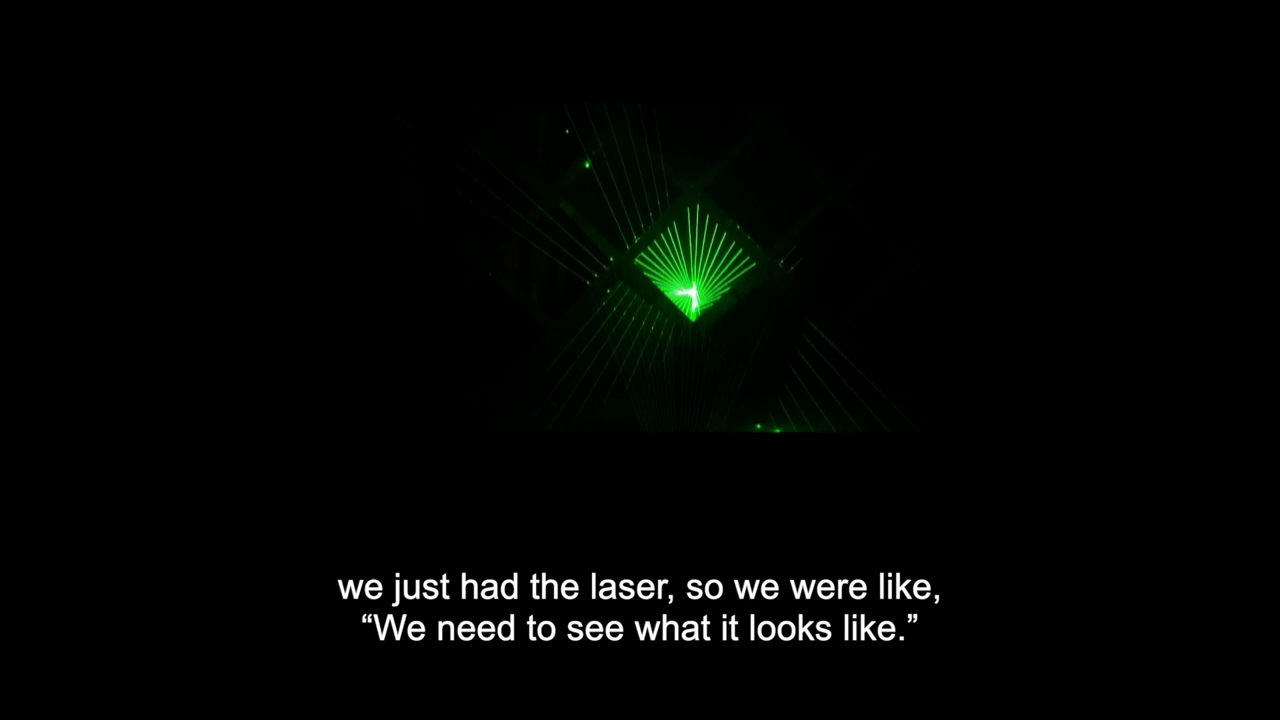 we just had the laser, so we were like,
“We need to see what it looks like.”